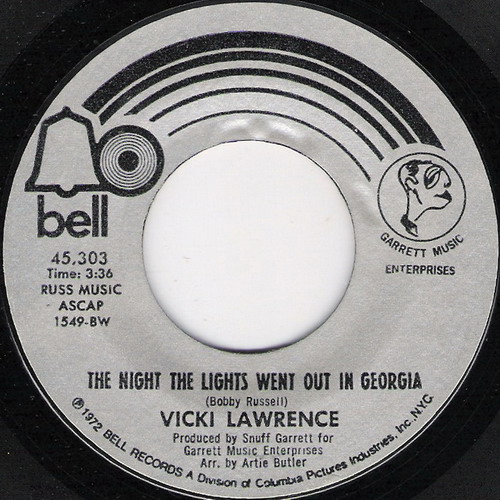 bell
45,303
Time: 3:36
RUSS MUSIC
ASCAP
1549-BW
GARRETT MUSIC
ENTERPRISES
THE NIGHT THE LIGHTS WENT OUT IN GEORGIA
(Bobby Russell)
VICKI LAWRENCE
Produced by Snuff Garrett for
Garrett Music Enterprises
Arr. by Artie Butler
℗1972 BELL RECORDS A Division of Columbia Pictures Industries, Inc., N.Y.C.